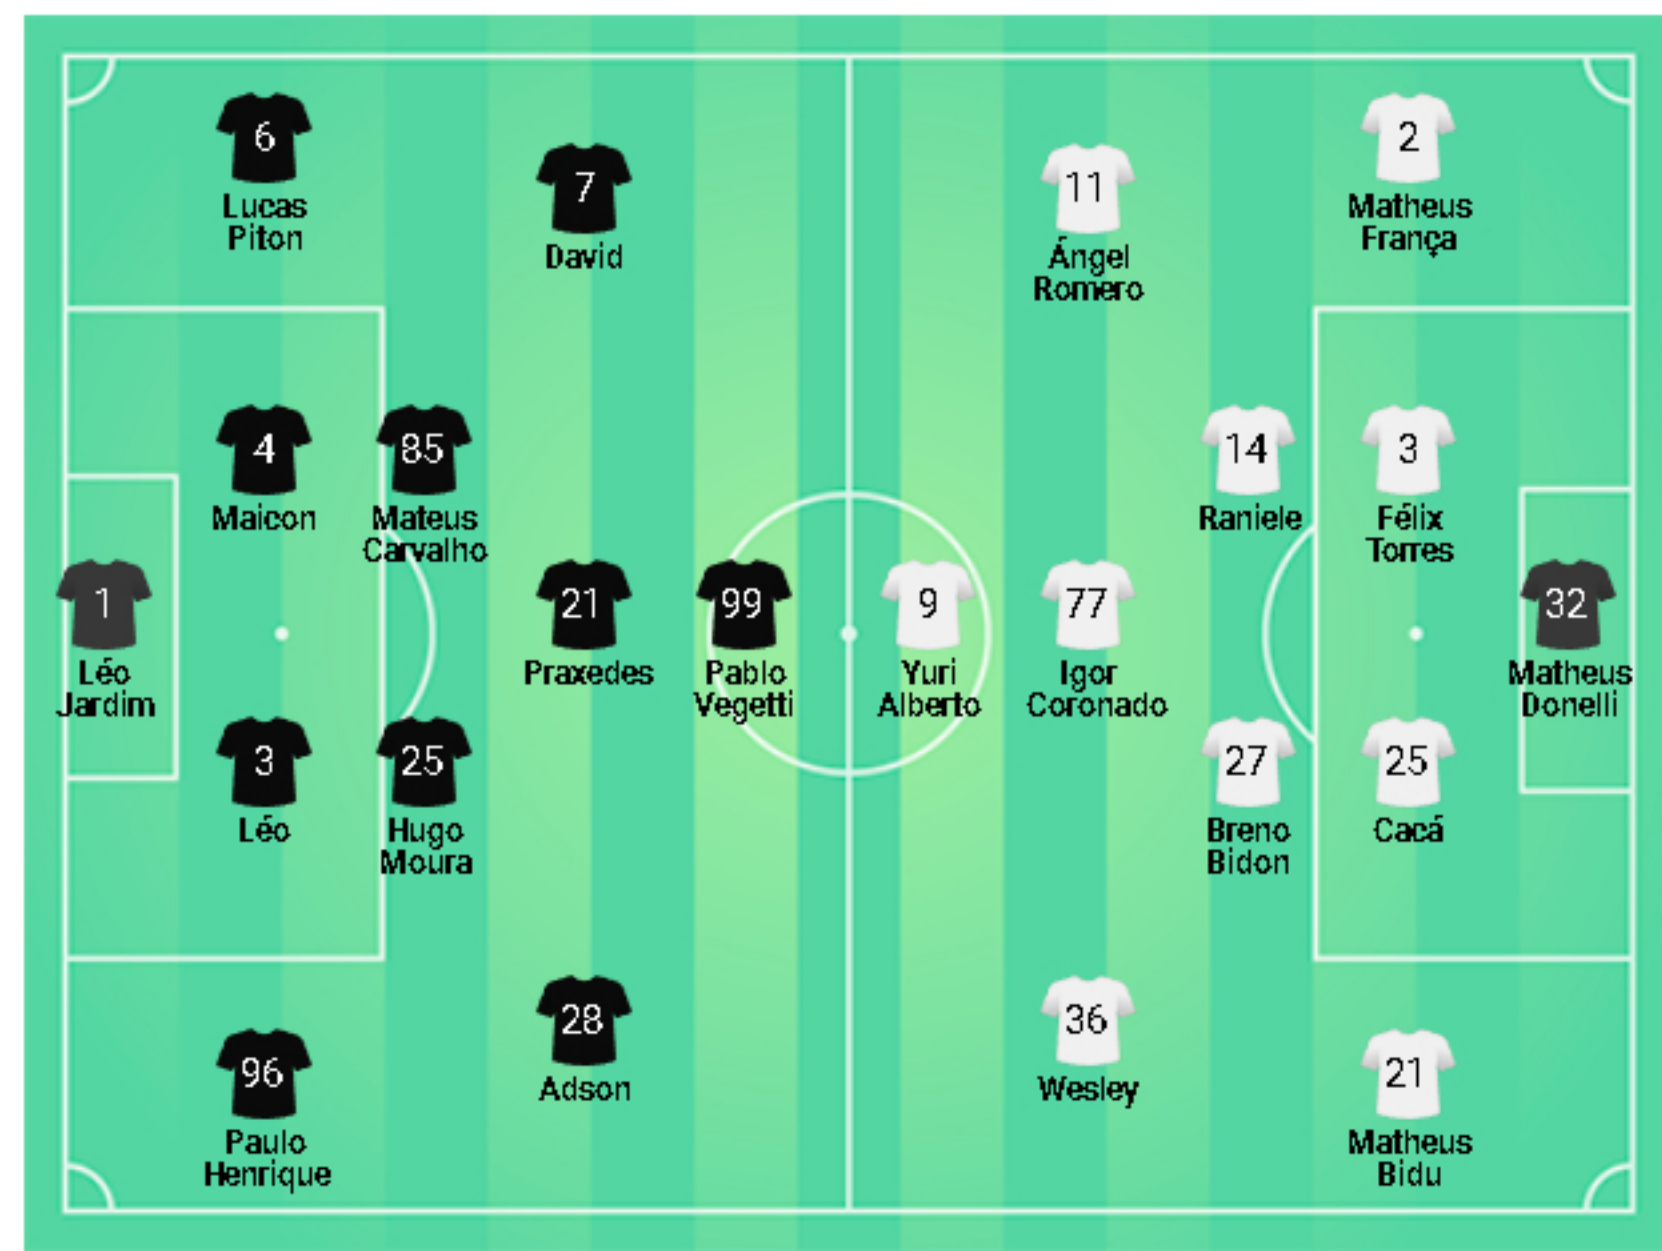 6
Lucas
Piton
7
David
11
Ángel
Romero
2
Matheus
França
4
Maicon
85
Mateus
Carvalho
14
Raniele
3
Félix
Torres
1
Léo
Jardim
21
Praxedes
99
Pablo
Vegetti
9
Yuri
Alberto
77
Igor
Coronado
32
Matheus
Donelli
3
Léo
25
Hugo
Moura
27
Breno
Bidon
25
Cacá
96
Paulo
Henrique
28
Adson
36
Wesley
21
Matheus
Bidu